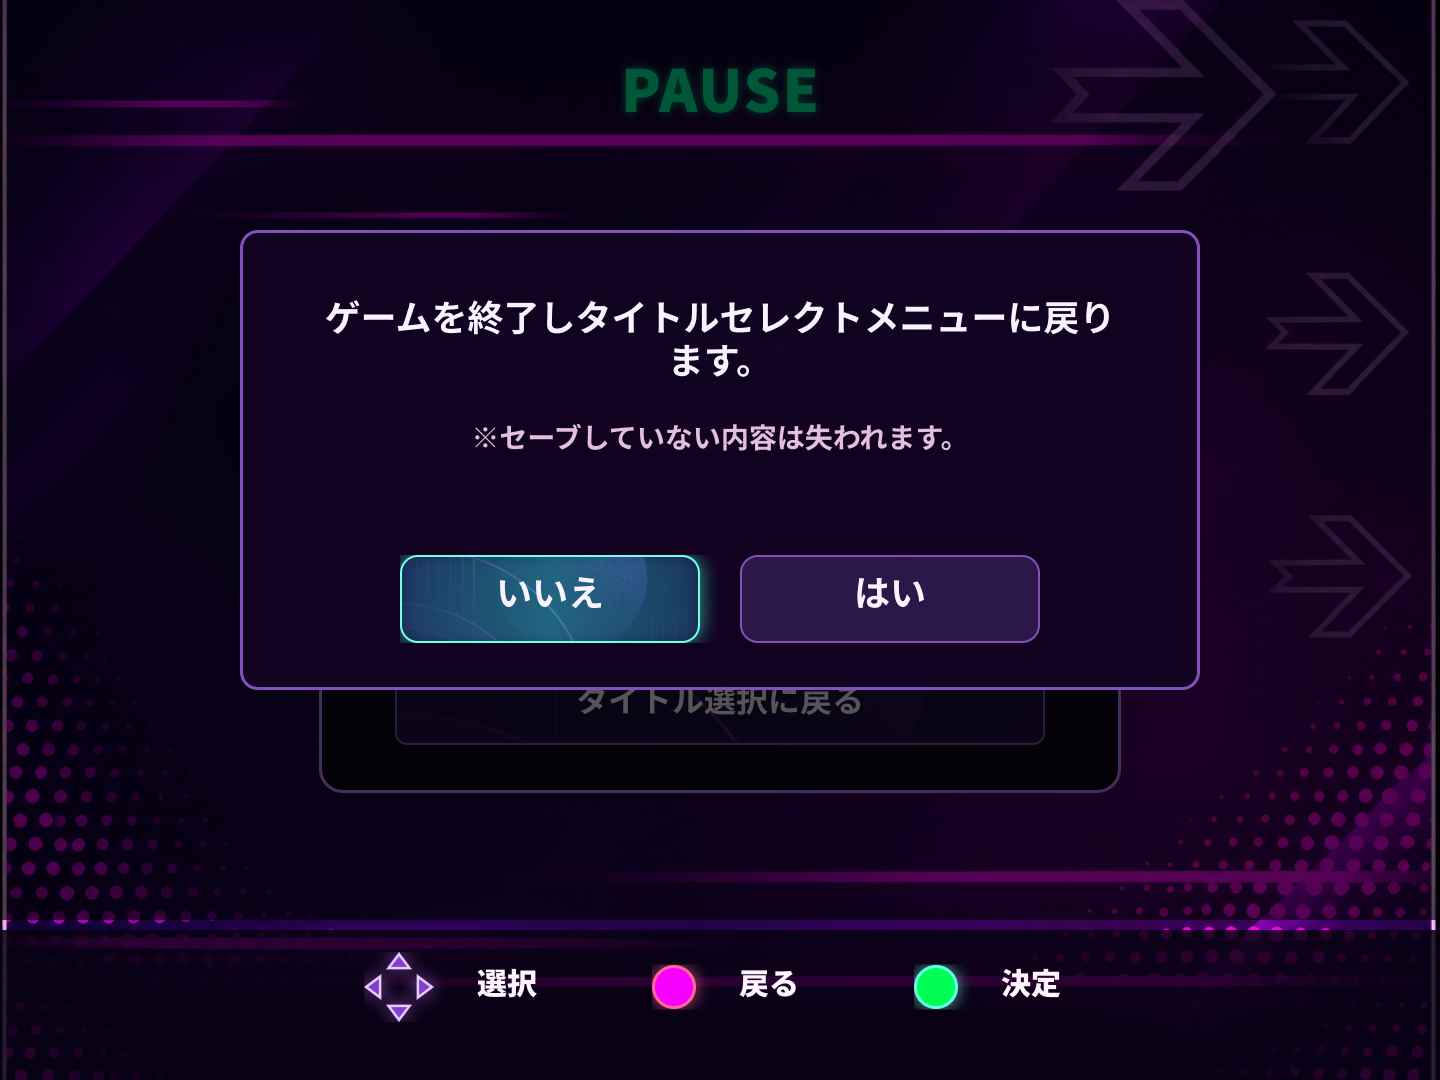 PAUSE
ゲームを終了しタイトルセレクトメニューに戻り
ます。
※セーブしていない内容は失われます。
ロード
いいえ
はい
タイトル選択に戻る
選択
戻る
決定